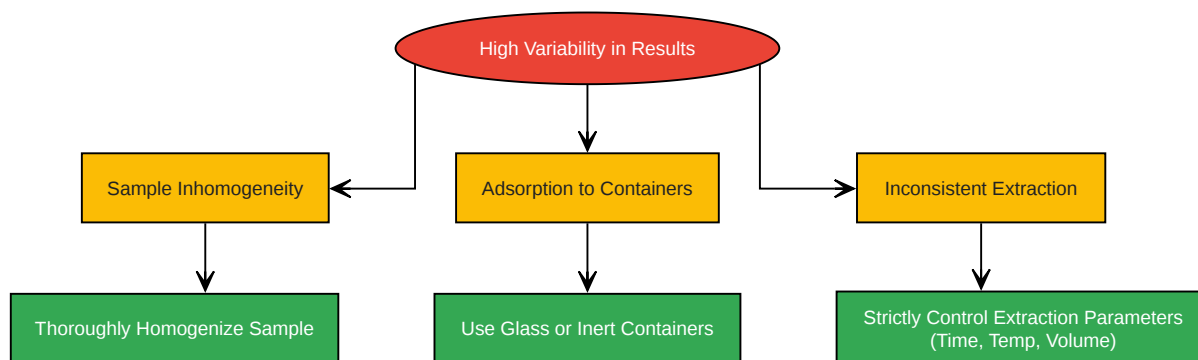 High Variability in Results
Sample Inhomogeneity
Adsorption to Containers
Inconsistent Extraction
Thoroughly Homogenize Sample
Use Glass or Inert Containers
Strictly Control Extraction Parameters
(Time, Temp, Volume)